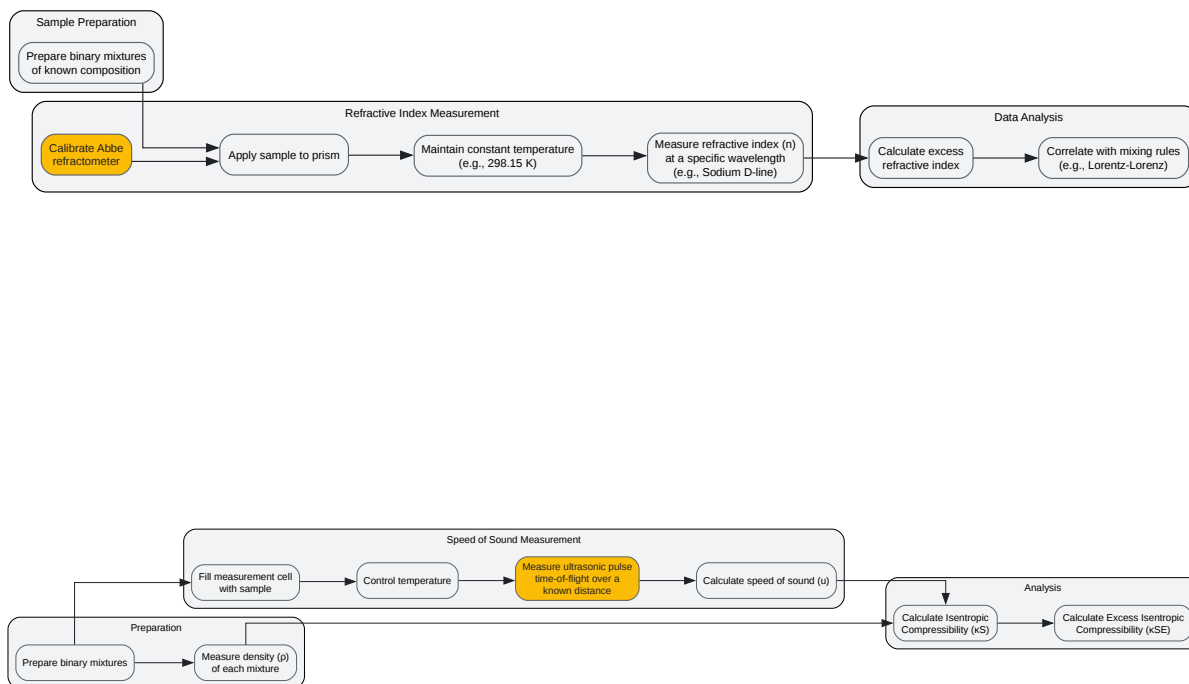 Sample Preparation
Prepare binary mixtures
of known composition
Refractive Index Measurement
Calibrate Abbe
refractometer
Apply sample to prism
Maintain constant temperature
(e.g., 298.15 K)
Measure refractive index (n)
at a specific wavelength
(e.g., Sodium D-line)
Data Analysis
Calculate excess
refractive index
Correlate with mixing rules
(e.g., Lorentz-Lorenz)
Speed of Sound Measurement
Fill measurement cell
with sample
Control temperature
Measure ultrasonic pulse
time-of-flight over a
known distance
Calculate speed of sound (u)
Preparation
Prepare binary mixtures
Measure density (ρ)
of each mixture
Analysis
Calculate Isentropic
Compressibility (κS)
Calculate Excess Isentropic
Compressibility (κSE)